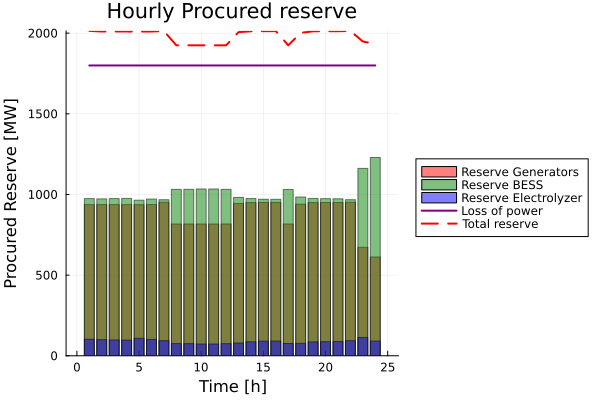 Hourly Procured reserve
Procured Reserve [MW]
2000
1500
1000
500
0
0
5
10
15
20
25
Time [h]
Reserve Generators
Reserve BESS
Reserve Electrolyzer
Loss of power
Total reserve